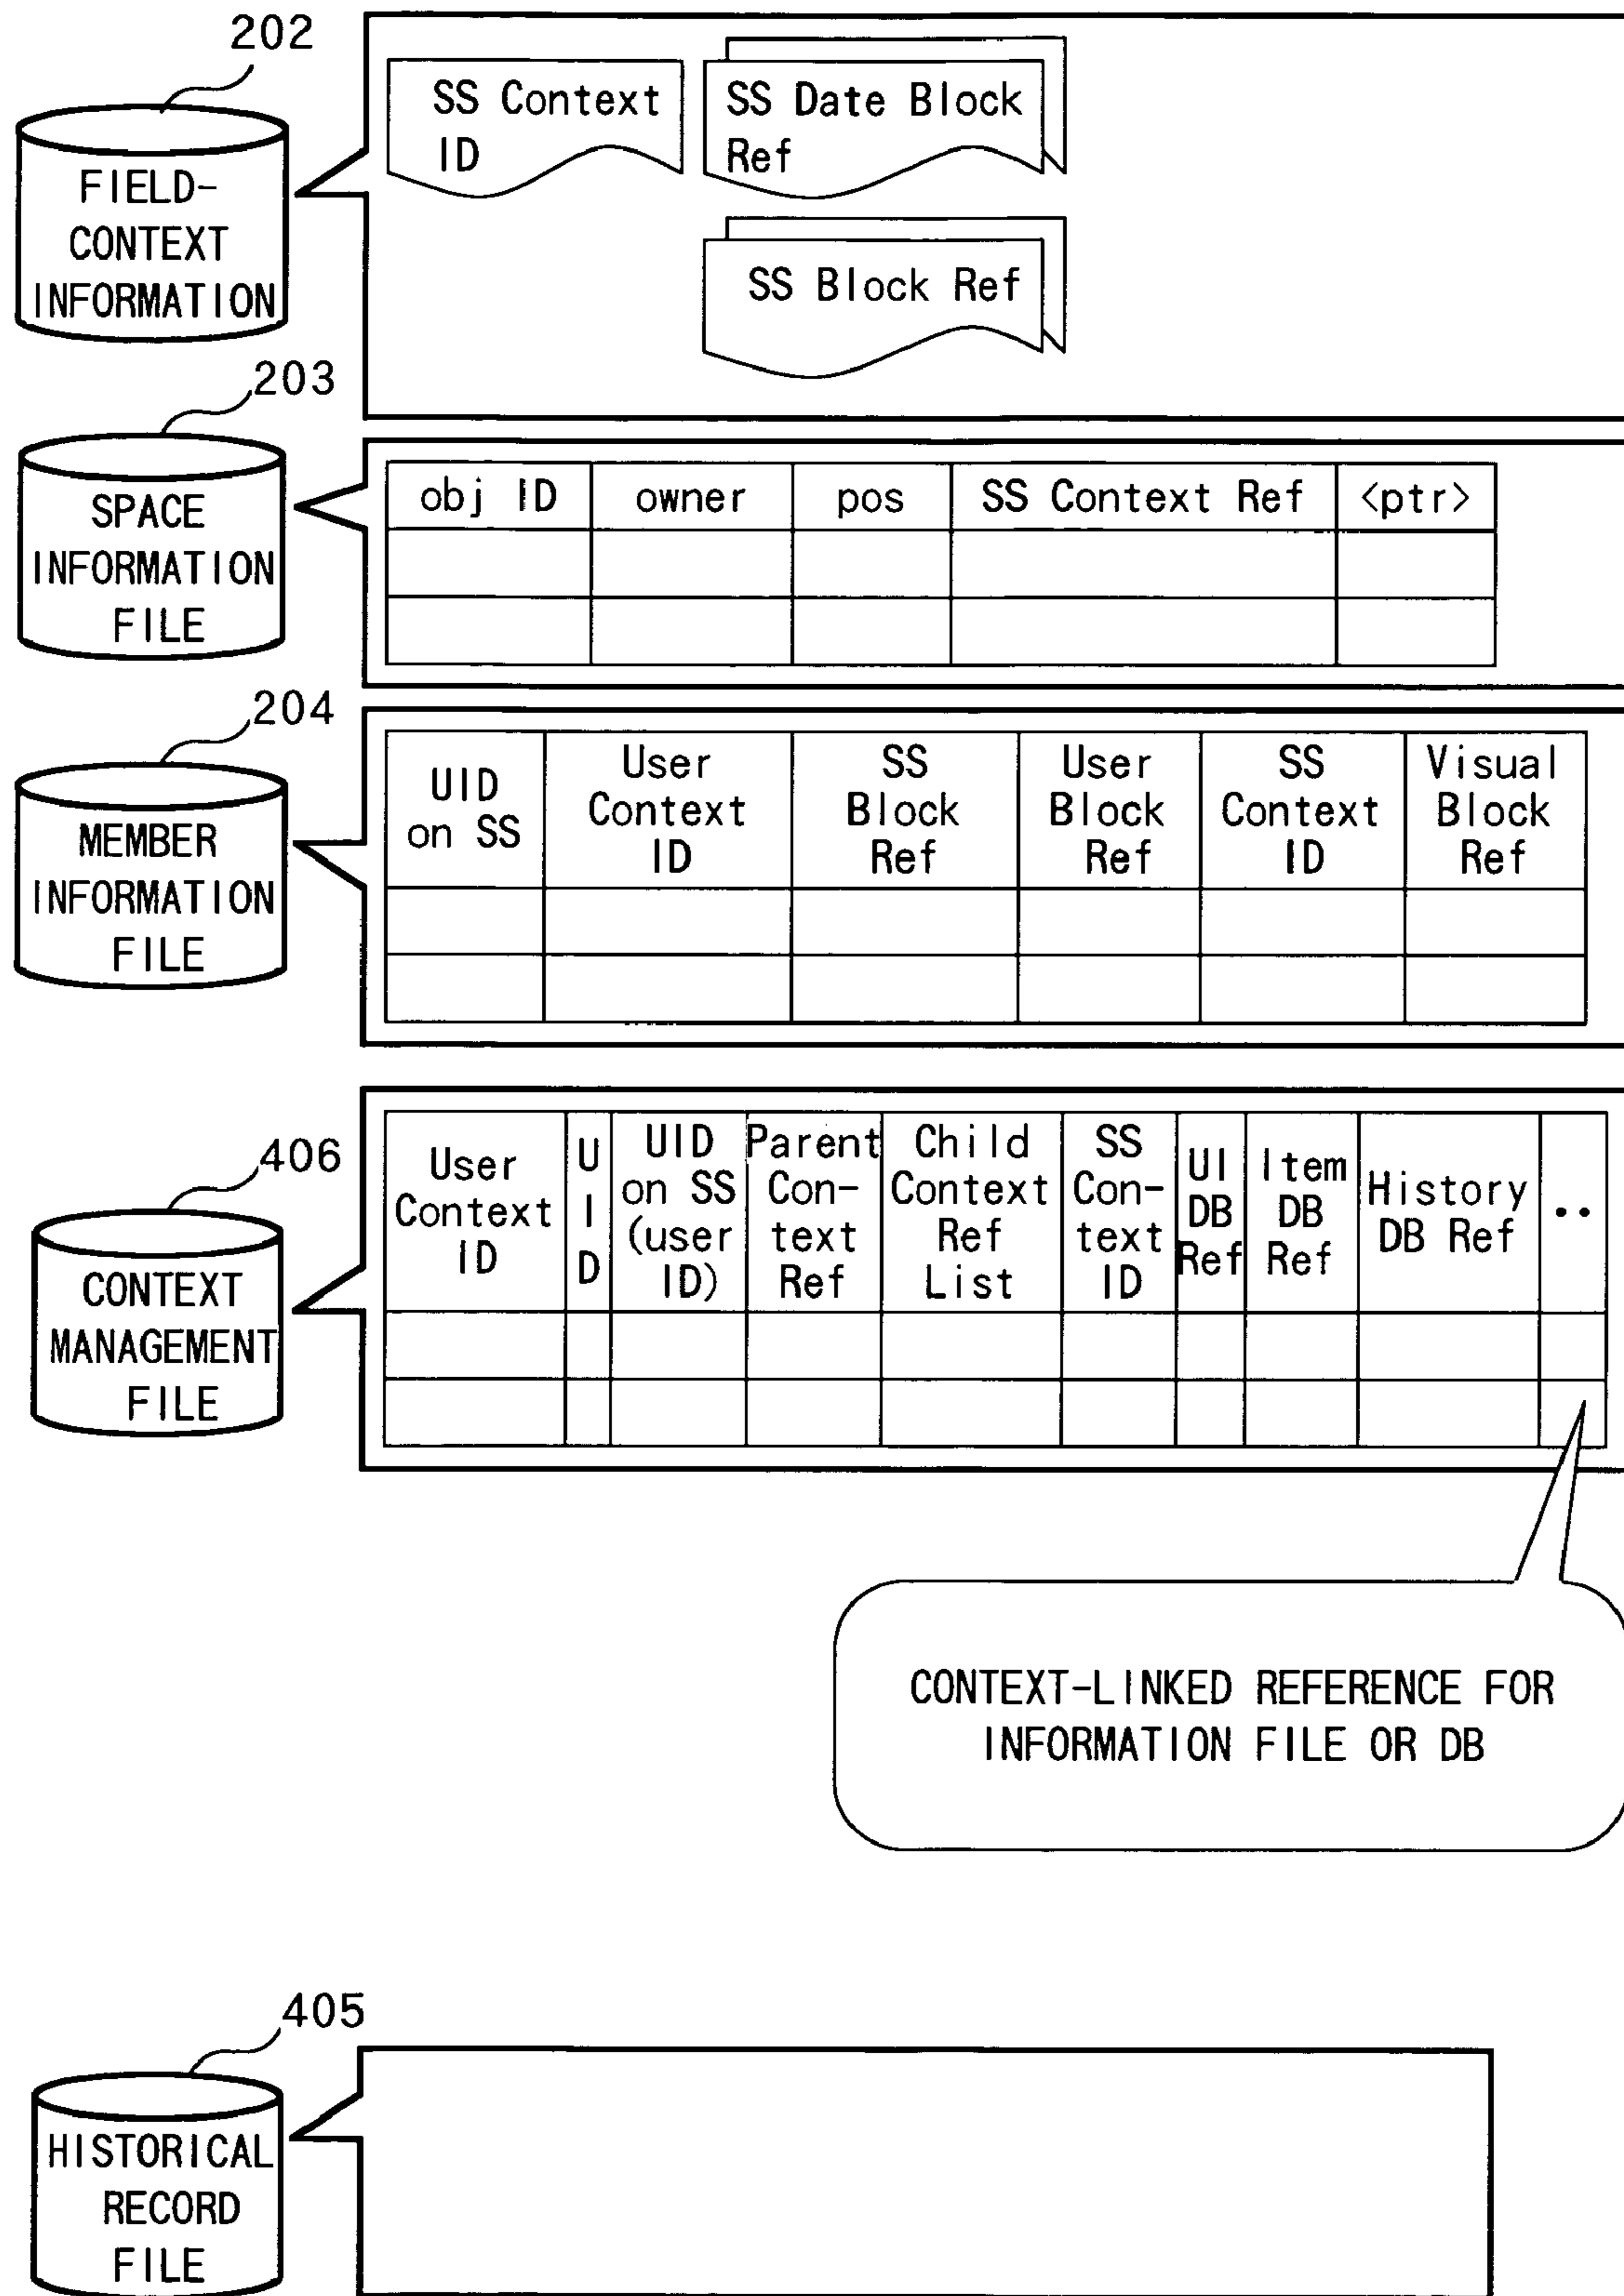 202
SS Context
ID
SS Date Block
Ref
SS Block Ref
FIELD-
CONTEXT
INFORMATION
203
SPACE
INFORMATION
FILE
obj ID owner pos SS Context Ref <ptr>
204
MEMBER
INFORMATION
FILE
UID
on SS
User
Context
ID
SS
Block
Ref
User
Block
Ref
SS
Context
ID
Visual
Block
Ref
406
CONTEXT
MANAGEMENT
FILE
User
Context
ID
U
I
D
UID
on SS
(user
ID)
Parent
Con-
text
Ref
Child
Context
Ref
List
SS
Con-
text
ID
UI
DB
Ref
Item
DB
Ref
History
DB Ref
..
CONTEXT-LINKED REFERENCE FOR
INFORMATION FILE OR DB
405
HISTORICAL
RECORD
FILE